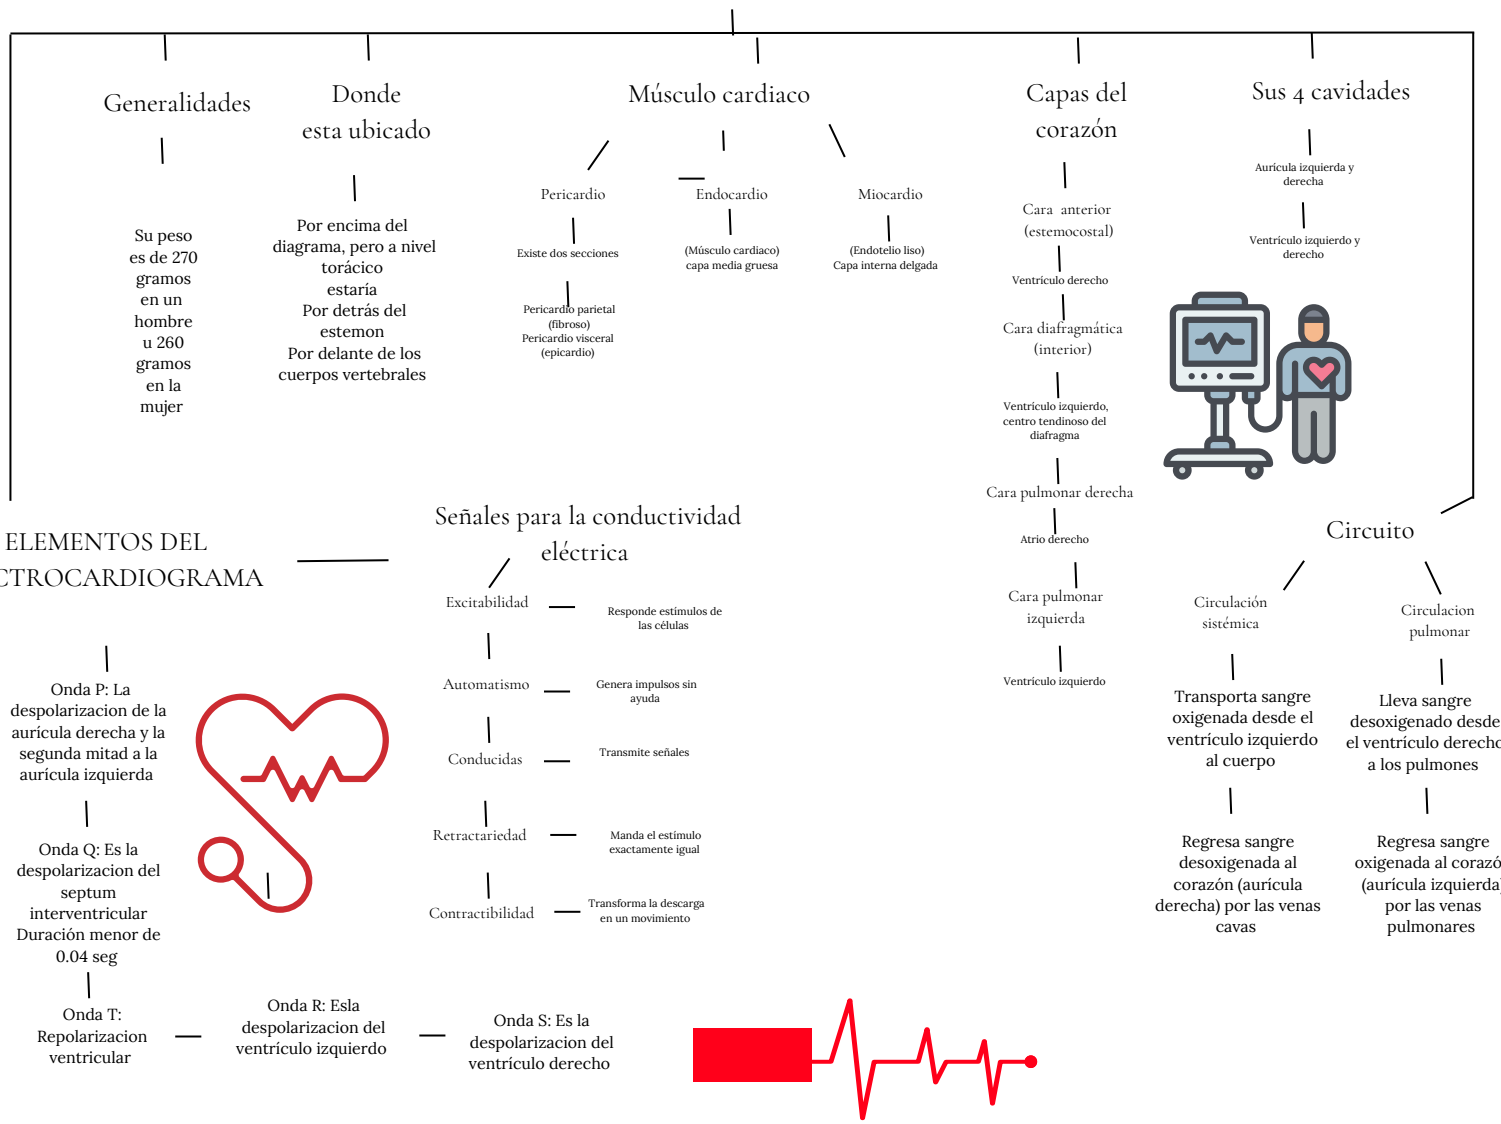 Generalidades
Su peso
es de 270
gramos
en un
hombre
u 260
gramos
en la
mujer
Donde
esta ubicado
Por encima del
diagrama, pero a nivel
torácico
estaría
Por detrás del
estemon
Por delante de los
cuerpos vertebrales
Músculo cardiaco
Pericardio
Existe dos secciones
Pericardio parietal
(fibroso)
Pericardio visceral
(epicardio)
Endocardio
(Músculo cardiaco)
capa media gruesa
Miocardio
(Endotelio liso)
Capa interna delgada
Capas del
corazón
Cara anterior
(estemocostal)
Ventrículo derecho
Cara diafragmática
(interior)
Ventrículo izquierdo,
centro tendinoso del
diafragma
Cara pulmonar derecha
Atrio derecho
Cara pulmonar
izquierda
Ventrículo izquierdo
Sus 4 cavidades
Aurícula izquierda y
derecha
Ventrículo izquierdo y
derecho
ELEMENTOS DEL
CTROCARDIOGRAMA
Onda P: La
despolarizacion de la
aurícula derecha y la
segunda mitad a la
aurícula izquierda
Onda Q: Es la
despolarizacion del
septum
interventricular
Duración menor de
0.04 seg
Onda T:
Repolarizacion
ventricular
Onda R: Esla
despolarizacion del
ventrículo izquierdo
Onda S: Es la
despolarizacion del
ventrículo derecho
Señales para la conductividad
eléctrica
Excitabilidad
Responde estimulos de
las células
Automatismo
Genera impulsos sin
ayuda
Conducidas
Transmite señales
Retractariedad
Manda el estímulo
exactamente igual
Contractibilidad
Transforma la descarga
en un movimiento
Circuito
Circulación
sistémica
Transporta sangre
oxigenada desde el
ventrículo izquierdo
al cuerpo
Regresa sangre
desoxigenada al
corazón (aurícula
derecha) por las venas
cavas
Circulacion
pulmonar
Lleva sangre
desoxigenado desde
el ventrículo derecho
a los pulmones
Regresa sangre
oxigenada al corazó
(aurícula izquierda)
por las venas
pulmonares